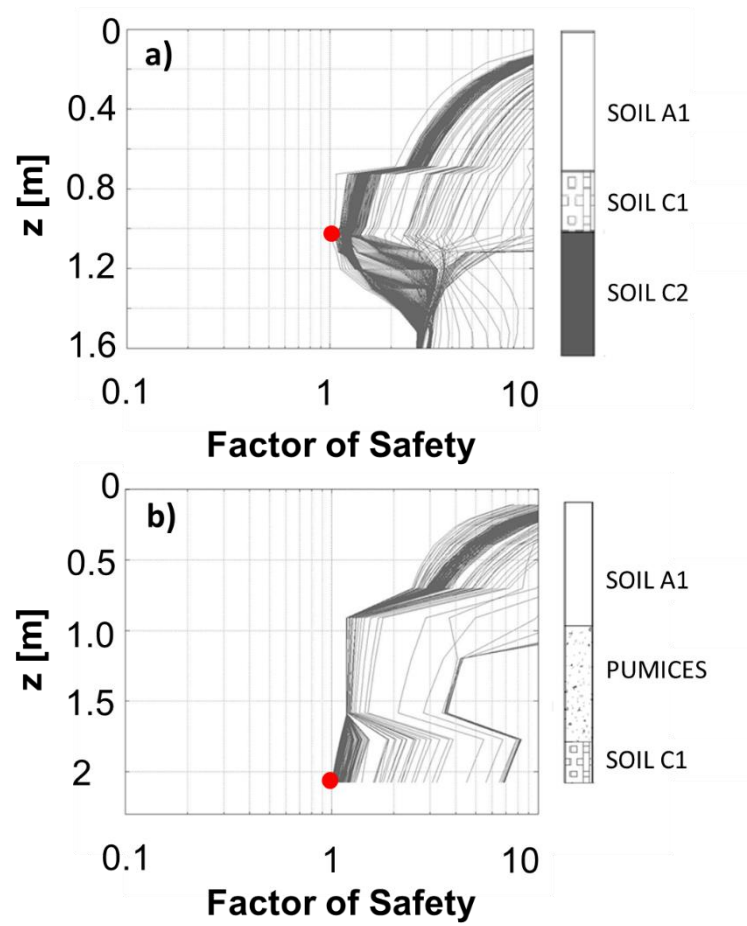 a)
0
0.4
0.8
1.2
1.6
z [m]
0.1 1 10
Factor of Safety
SOIL A1
SOIL C1
SOIL C2
b)
0
0.5
1.0
1.5
2
z [m]
0.1 1 10
Factor of Safety
SOIL A1
PUMICES
SOIL C1